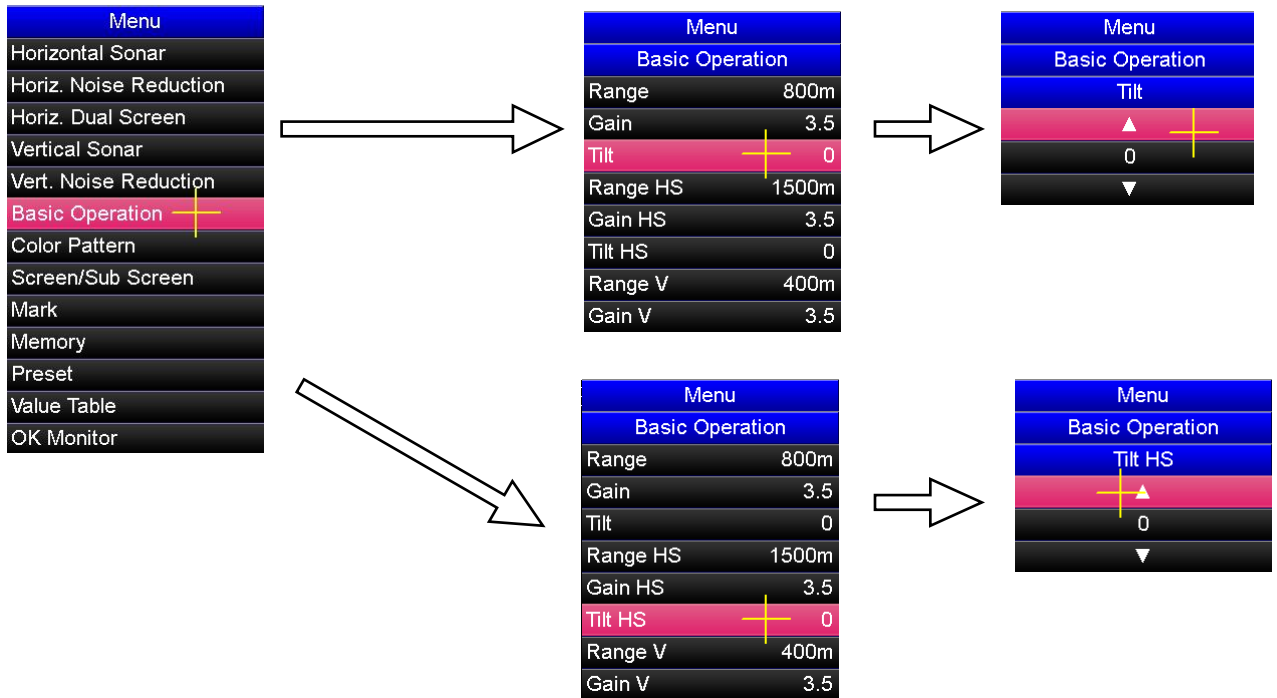 Menu
Horizontal Sonar
Horiz. Noise Reduction
Horiz. Dual Screen
Vertical Sonar
Vert. Noise Reduction
Basic Operation
Color Pattern
Screen/Sub Screen
Mark
Memory
Preset
Value Table
OK Monitor
Menu
Basic Operation
Range 800m
Gain 3.5
Tilt 0
Range HS 1500m
Gain HS 3.5
Tilt HS 0
Range V 400m
Gain V 3.5
Menu
Basic Operation
Tilt
▲
0
▼
Menu
Basic Operation
Range 800m
Gain 3.5
Tilt 0
Range HS 1500m
Gain HS 3.5
Tilt HS 0
Range V 400m
Gain V 3.5
Menu
Basic Operation
Tilt HS
▲
0
▼